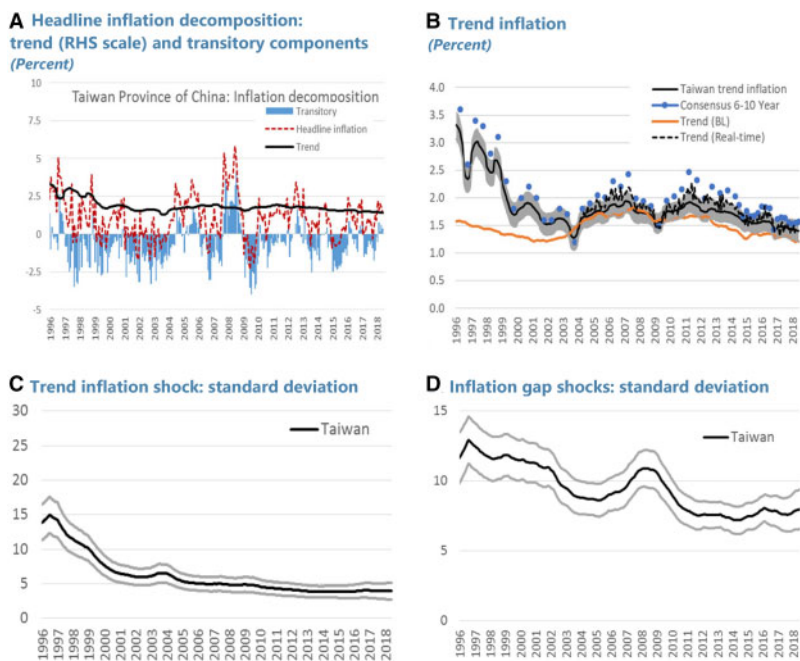 A Headline inflation decomposition:
trend (RHS scale) and transitory components
(Percent)
10
7.5
5
2.5
0
-2.5
-5
Taiwan Province of China: Inflation decomposition
Transitory
Headline inflation
Trend
1996 1997 1998 1999 2000 2001 2002 2003 2004 2005 2006 2007 2008 2009 2010 2011 2012 2013 2014 2015 2016 2017 2018
B Trend inflation
(Percent)
4.0
3.5
3.0
2.5
2.0
1.5
1.0
0.5
0.0
Taiwan trend inflation
Consensus 6-10 Year
Trend (BL)
Trend (Real-time)
1996 1997 1998 1999 2000 2001 2002 2003 2004 2005 2006 2007 2008 2009 2010 2011 2012 2013 2014 2015 2016 2017 2018
C Trend inflation shock: standard deviation
30
25
20
15
10
5
0
Taiwan
1996 1997 1998 1999 2000 2001 2002 2003 2004 2005 2006 2007 2008 2009 2010 2011 2012 2013 2014 2015 2016 2017 2018
D Inflation gap shocks: standard deviation
15
10
5
0
Taiwan
1996 1997 1998 1999 2000 2001 2002 2003 2004 2005 2006 2007 2008 2009 2010 2011 2012 2013 2014 2015 2016 2017 2018